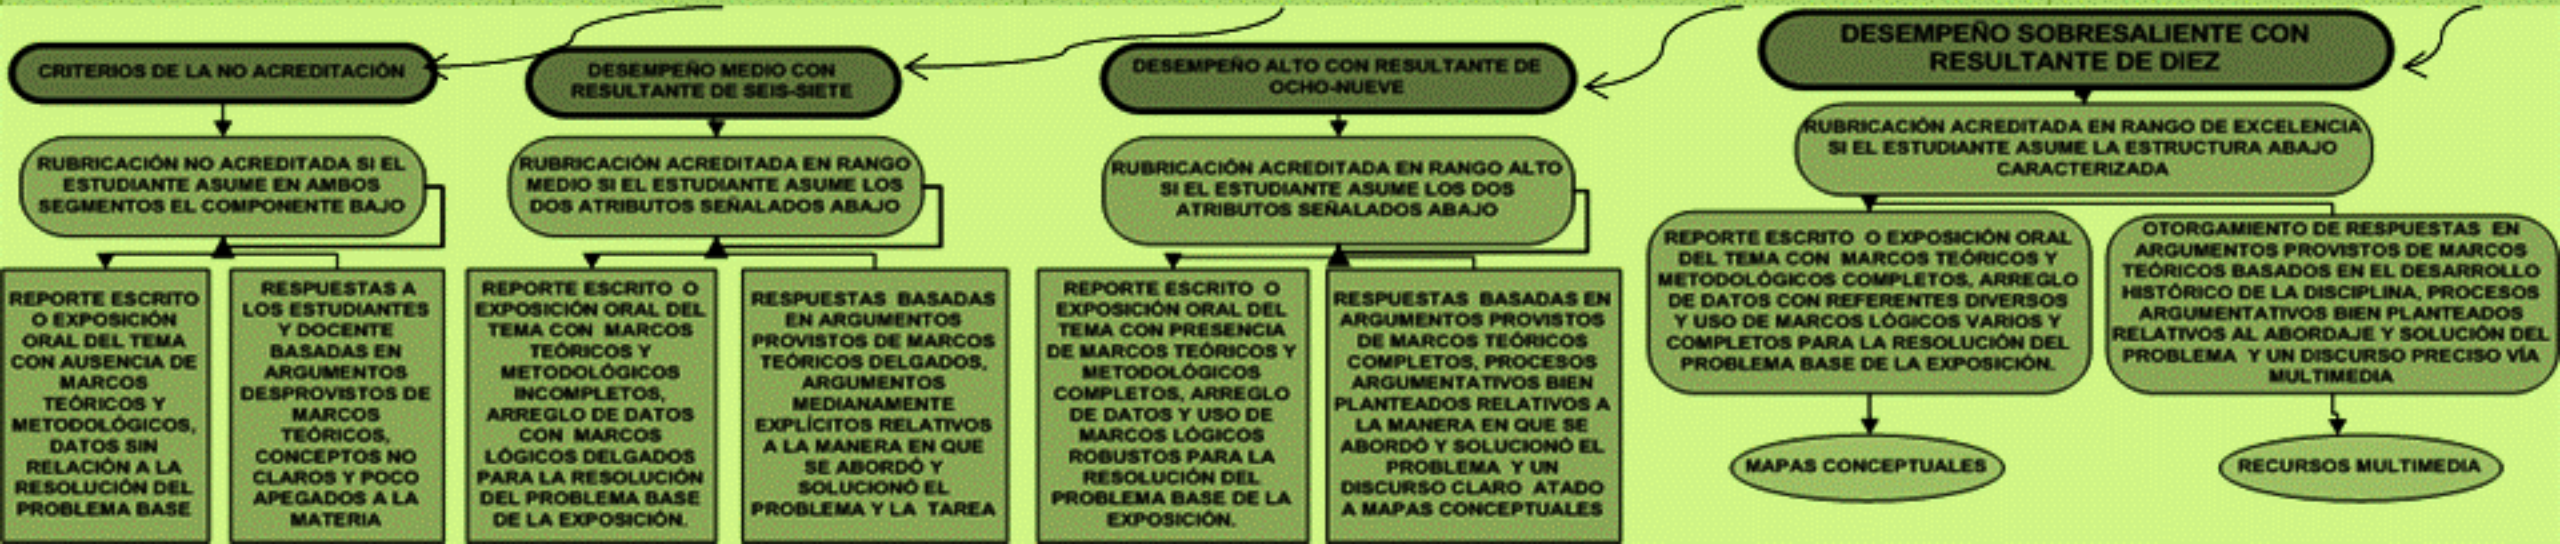 CRITERIOS DE LA NO ACREDITACIÓN
RUBRICACIÓN NO ACREDITADA SI EL
ESTUDIANTE ASUME EN AMBOS
SEGMENTOS EL COMPONENTE BAJO
REPORTE ESCRITO
O EXPOSICIÓN
ORAL DEL TEMA
CON AUSENCIA DE
MARCOS
TEÓRICOS Y
METODOLÓGICOS,
DATOS SIN
RELACIÓN A LA
RESOLUCIÓN DEL
PROBLEMA BASE
RESPUESTAS A
LOS ESTUDIANTES
Y DOCENTE
BASADAS EN
ARGUMENTOS
DESPROVISTOS DE
MARCOS
TEÓRICOS,
CONCEPTOS NO
CLAROS Y POCO
APEGADOS A LA
MATERIA
DESEMPEÑO MEDIO CON
RESULTANTE DE SEIS-SIETE
RUBRICACIÓN ACREDITADA EN RANGO
MEDIO SI EL ESTUDIANTE ASUME LOS
DOS ATRIBUTOS SEÑALADOS ABAJO
REPORTE ESCRITO O
EXPOSICIÓN ORAL DEL
TEMA CON MARCOS
TEÓRICOS Y
METODOLÓGICOS
INCOMPLETOS,
ARREGLO DE DATOS
CON MARCOS
LÓGICOS DELGADOS
PARA LA RESOLUCIÓN
DEL PROBLEMA BASE
DE LA EXPOSICIÓN.
RESPUESTAS BASADAS
EN ARGUMENTOS
PROVISTOS DE MARCOS
TEÓRICOS DELGADOS,
ARGUMENTOS
MEDIANAMENTE
EXPLÍCITOS RELATIVOS
A LA MANERA EN QUE
SE ABORDÓ Y
SOLUCIONÓ EL
PROBLEMA Y LA TAREA
DESEMPEÑO ALTO CON RESULTANTE DE
OCHO-NUEVE
RUBRICACIÓN ACREDITADA EN RANGO ALTO
SI EL ESTUDIANTE ASUME LOS DOS
ATRIBUTOS SEÑALADOS ABAJO
REPORTE ESCRITO O
EXPOSICIÓN ORAL DEL
TEMA CON PRESENCIA
DE MARCOS TEÓRICOS Y
METODOLÓGICOS
COMPLETOS, ARREGLO
DE DATOS Y USO DE
MARCOS LÓGICOS
ROBUSTOS PARA LA
RESOLUCIÓN DEL
PROBLEMA BASE DE LA
EXPOSICIÓN.
RESPUESTAS BASADAS EN
ARGUMENTOS PROVISTOS
DE MARCOS TEÓRICOS
COMPLETOS, PROCESOS
ARGUMENTATIVOS BIEN
PLANTEADOS RELATIVOS A
LA MANERA EN QUE SE
ABORDÓ Y SOLUCIONÓ EL
PROBLEMA Y UN
DISCURSO CLARO ATADO
A MAPAS CONCEPTUALES
DESEMPEÑO SOBRESALIENTE CON
RESULTANTE DE DIEZ
RUBRICACIÓN ACREDITADA EN RANGO DE EXCELENCIA
SI EL ESTUDIANTE ASUME LA ESTRUCTURA ABAJO
CARACTERIZADA
REPORTE ESCRITO O EXPOSICIÓN ORAL
DEL TEMA CON MARCOS TEÓRICOS Y
METODOLÓGICOS COMPLETOS, ARREGLO
DE DATOS CON REFERENTES DIVERSOS
Y USO DE MARCOS LÓGICOS VARIOS Y
COMPLETOS PARA LA RESOLUCIÓN DEL
PROBLEMA BASE DE LA EXPOSICIÓN.
MAPAS CONCEPTUALES
OTORGAMIENTO DE RESPUESTAS EN
ARGUMENTOS PROVISTOS DE MARCOS
TEÓRICOS BASADOS EN EL DESARROLLO
HISTÓRICO DE LA DISCIPLINA, PROCESOS
ARGUMENTATIVOS BIEN PLANTEADOS
RELATIVOS AL ABORDAJE Y SOLUCIÓN DEL
PROBLEMA Y UN DISCURSO PRECISO VÍA
MULTIMEDIA
RECURSOS MULTIMEDIA